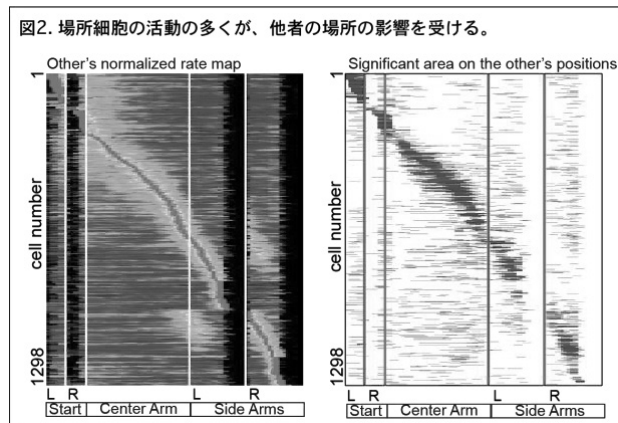 図2. 場所細胞の活動の多くが、他者の場所の影響を受ける。
Other's normalized rate map
1
cell number
1298
L R L R
Start Center Arm Side Arms
Significant area on the other's positions
1
cell number
1298
L R L R
Start Center Arm Side Arms